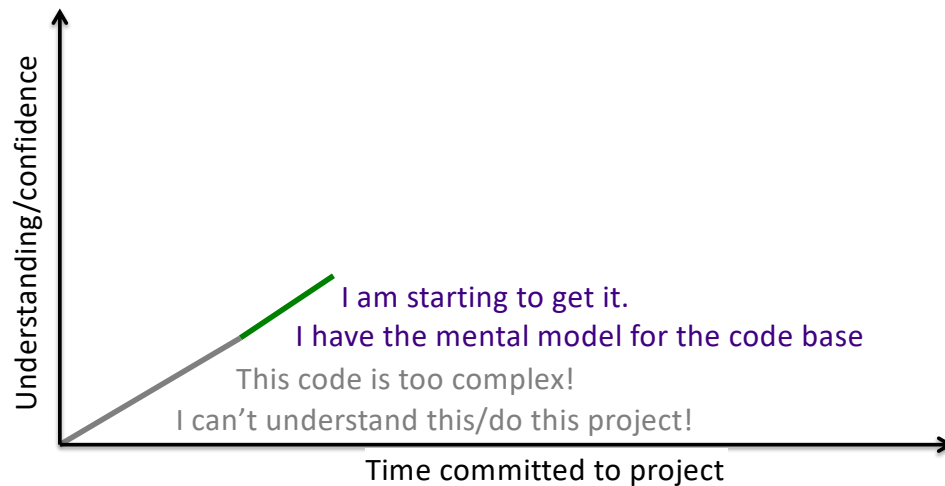 Understanding/confidence
I am starting to get it.
I have the mental model for the code base
This code is too complex!
I can’t understand this/do this project!
Time committed to project